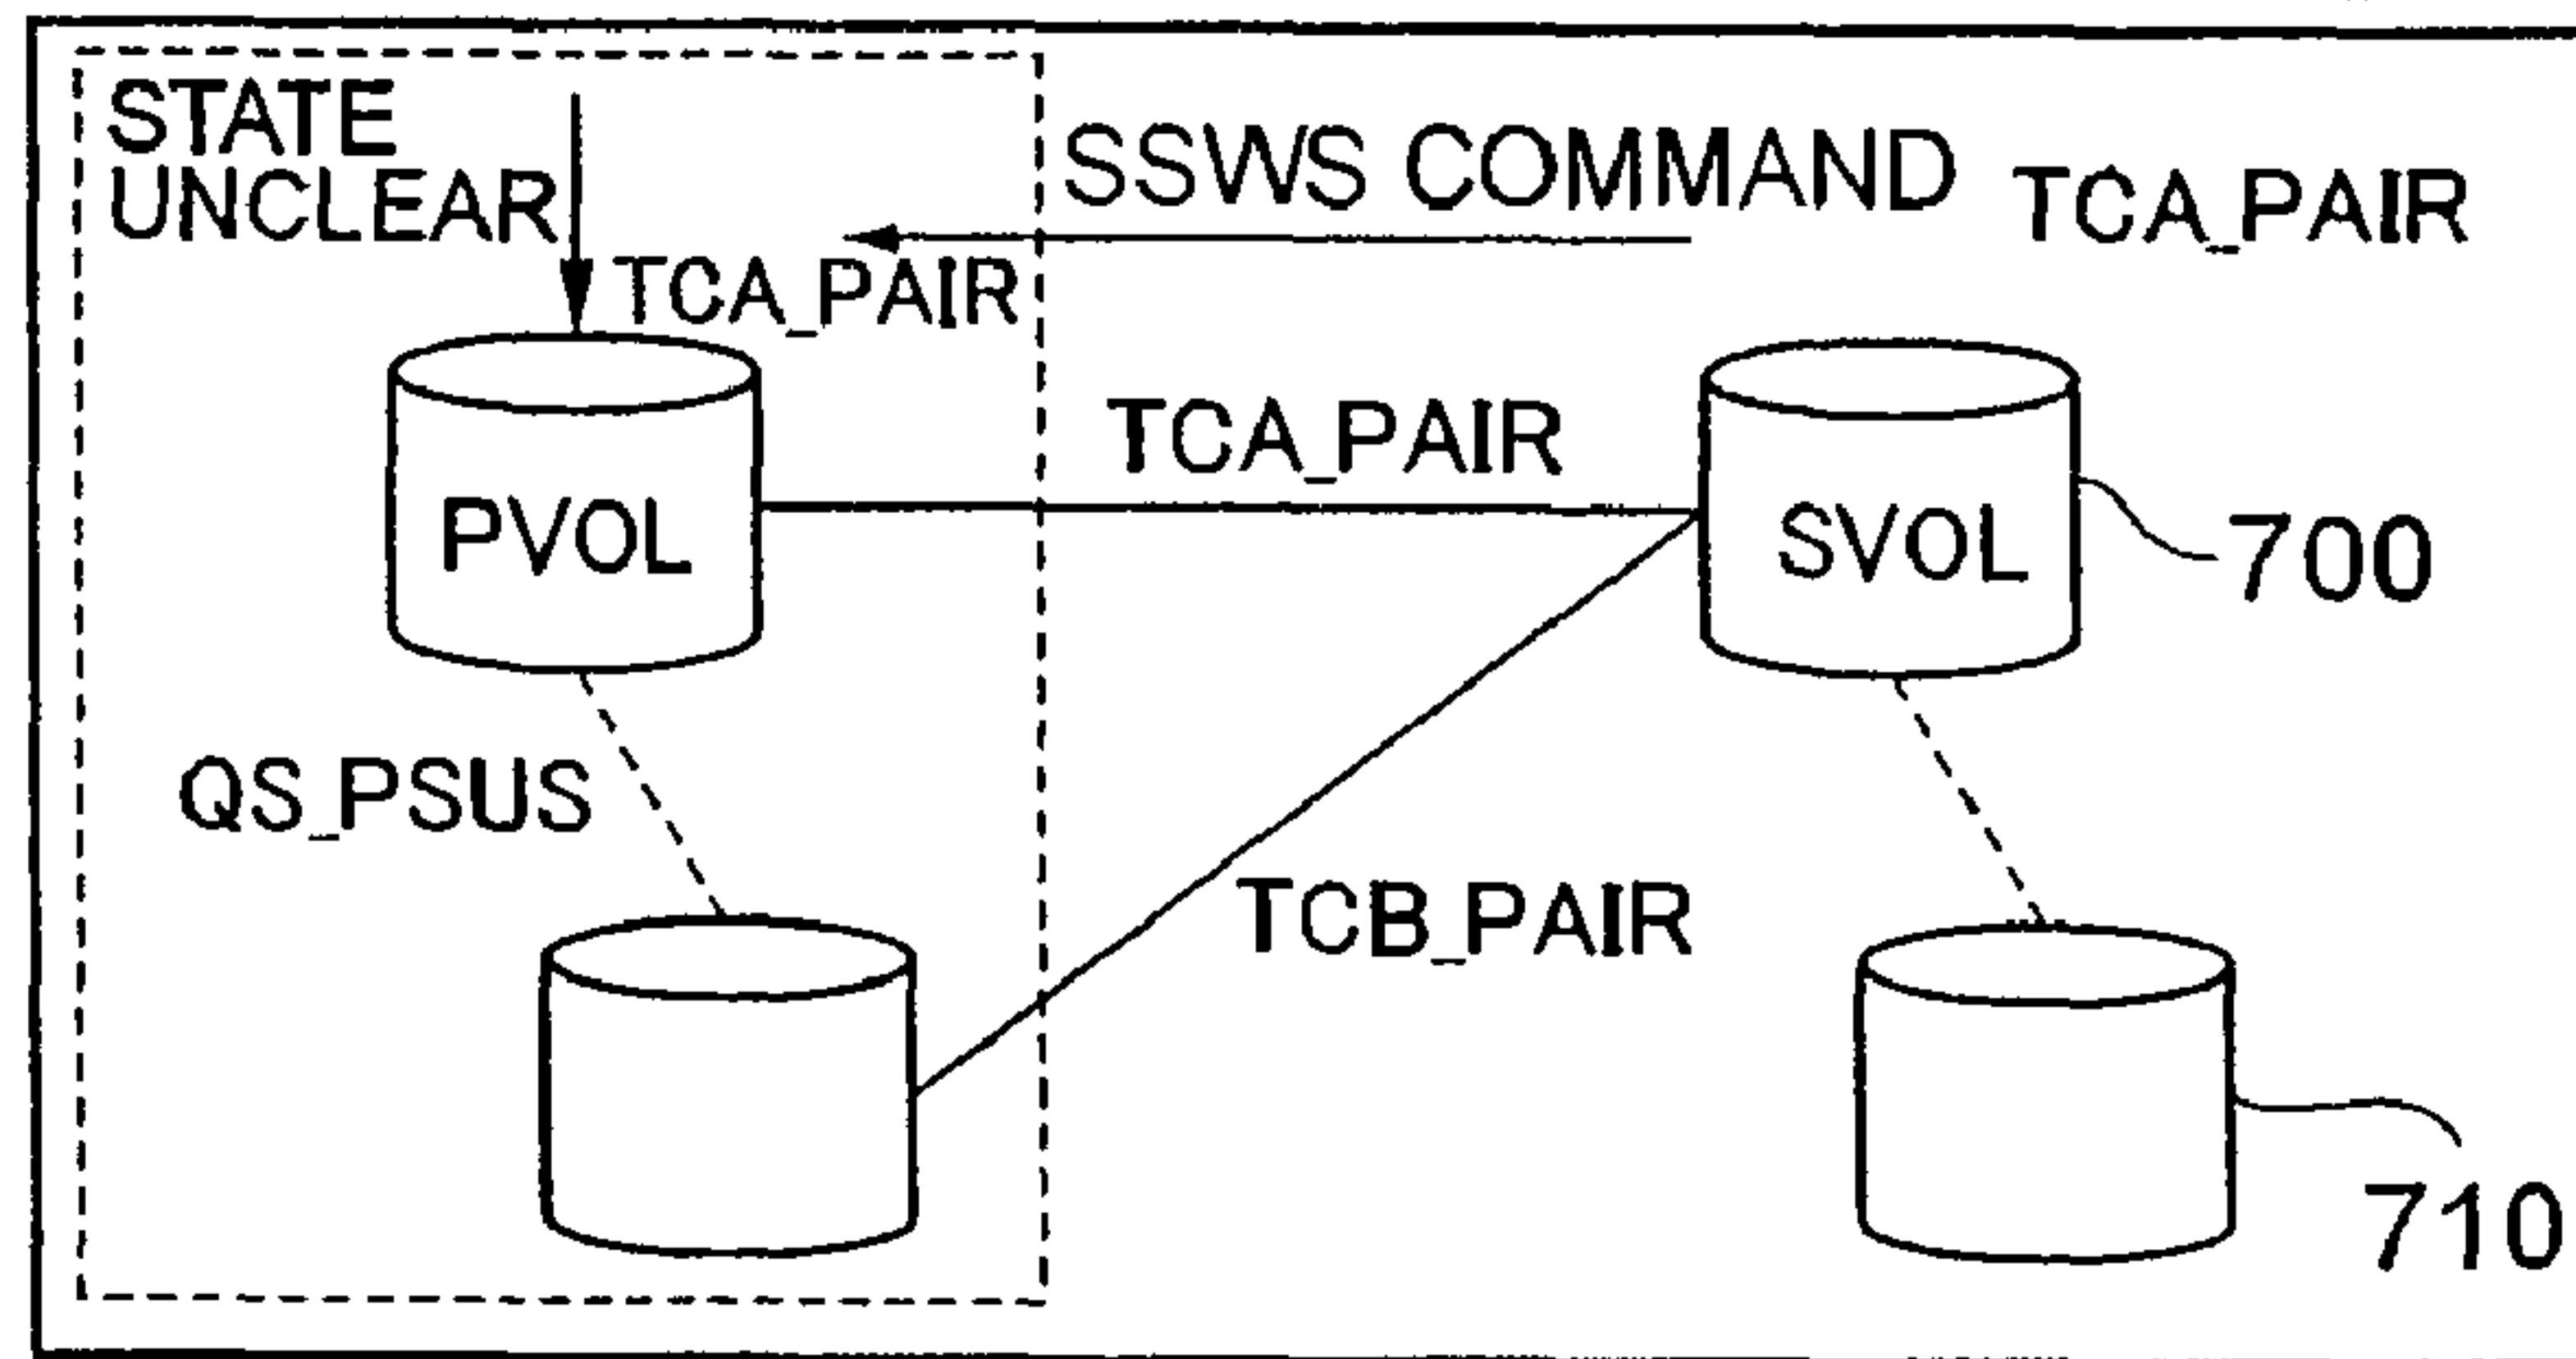 STATE
UNCLEAR
SSWS COMMAND
TCA_PAIR
TCA_PAIR
TCA_PAIR
PVOL
SVOL
700
QS_PSUS
TCB_PAIR
710